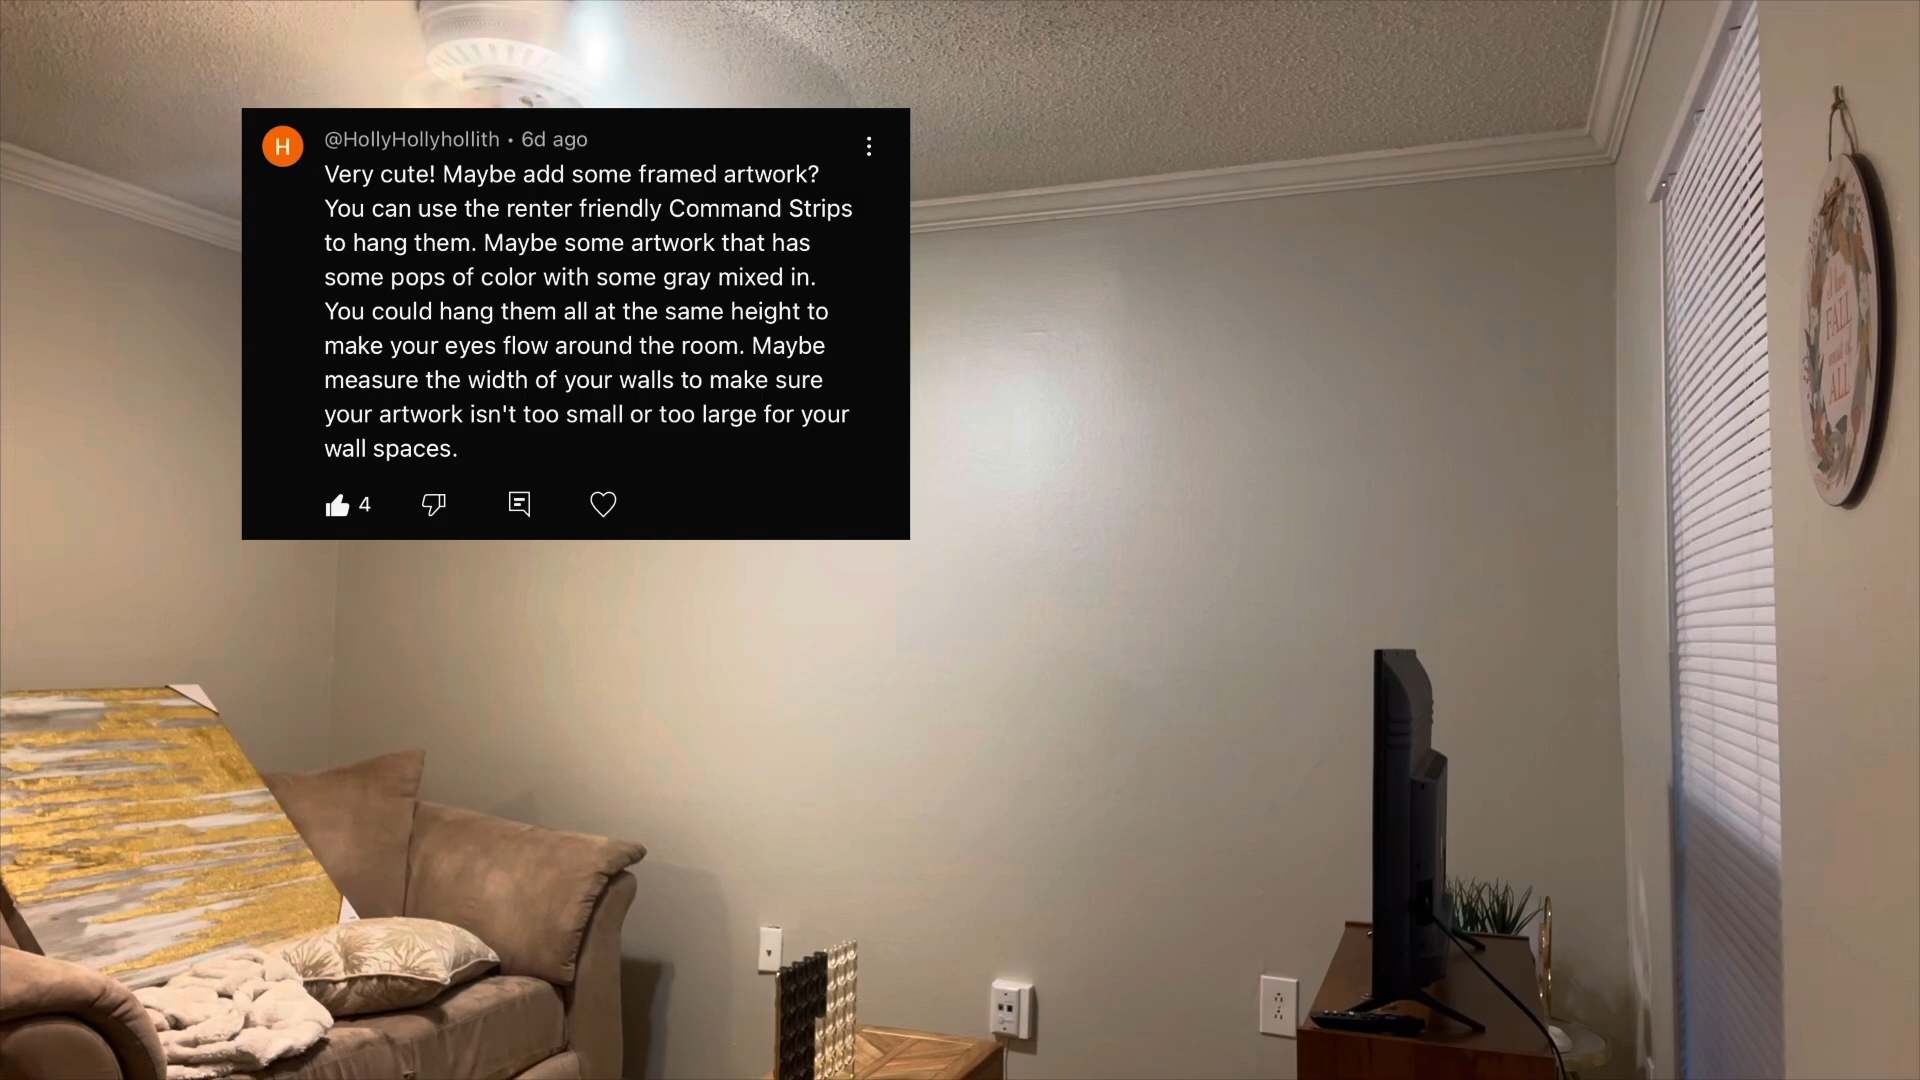 H
@HollyHollyhollith • 6d ago
Very cute! Maybe add some framed artwork?
You can use the renter friendly Command Strips
to hang them. Maybe some artwork that has
some pops of color with some gray mixed in.
You could hang them all at the same height to
make your eyes flow around the room. Maybe
measure the width of your walls to make sure
your artwork isn't too small or too large for your
wall spaces.
4
FALL
ALL